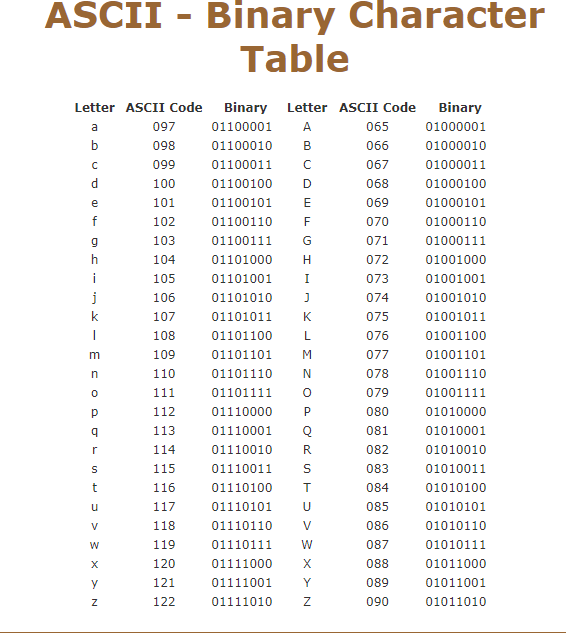 ASCII - Binary Character
Table
Letter ASCII Code Binary Letter ASCII Code Binary
a 097 01100001 A 065 01000001
b 098 01100010 B 066 01000010
c 099 01100011 C 067 01000011
d 100 01100100 D 068 01000100
e 101 01100101 E 069 01000101
f 102 01100110 F 070 01000110
g 103 01100111 G 071 01000111
h 104 01101000 H 072 01001000
i 105 01101001 I 073 01001001
j 106 01101010 J 074 01001010
k 107 01101011 K 075 01001011
l 108 01101100 L 076 01001100
m 109 01101101 M 077 01001101
n 110 01101110 N 078 01001110
o 111 01101111 O 079 01001111
p 112 01110000 P 080 01010000
q 113 01110001 Q 081 01010001
r 114 01110010 R 082 01010010
s 115 01110011 S 083 01010011
t 116 01110100 T 084 01010100
u 117 01110101 U 085 01010101
v 118 01110110 V 086 01010110
w 119 01110111 W 087 01010111
x 120 01111000 X 088 01011000
y 121 01111001 Y 089 01011001
z 122 01111010 Z 090 01011010